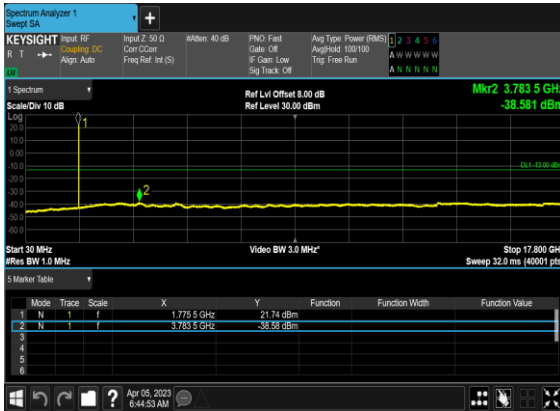 Spectrum Analyzer 1
Swept SA
+
KEYSIGHT Input: RF Input Z: 50 Ω #Atten: 40 dB PNO: Fast Avg Type: Power (RMS) 1 2 3 4 5 6
R T Coupling: DC Corr CCorr Gate: Off Avg|Hold: 100/100 A W W W W W
Align: Auto Freq Ref: Int (S) IF Gain: Low Trig: Free Run
Sig Track: Off A N N N N N
1 Spectrum
Scale/Div 10 dB
Ref Lvl Offset 8.00 dB
Ref Level 30.00 dBm
Mkr2 3.783 5 GHz
-38.581 dBm
Log
20.0
10.0
0.00
-10.0
-20.0
-30.0
-40.0
-50.0
-60.0
1
2
DL1 -13.00 dBm
Start 30 MHz Video BW 3.0 MHz* Stop 17.800 GHz
#Res BW 1.0 MHz Sweep 32.0 ms (40001 pts)
5 Marker Table
Mode Trace Scale X Y Function Function Width Function Value
1 N 1 f 1.775 5 GHz 21.74 dBm
2 N 1 f 3.783 5 GHz -38.58 dBm
3
4
5
6
?
Apr 05, 2023
6:44:53 AM